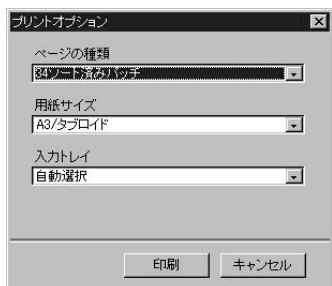 プリントオプション
ページの種類
34ソート済みパッチ
用紙サイズ
A3/タブロイド
入力トレイ
自動選択
印刷
キャンセル